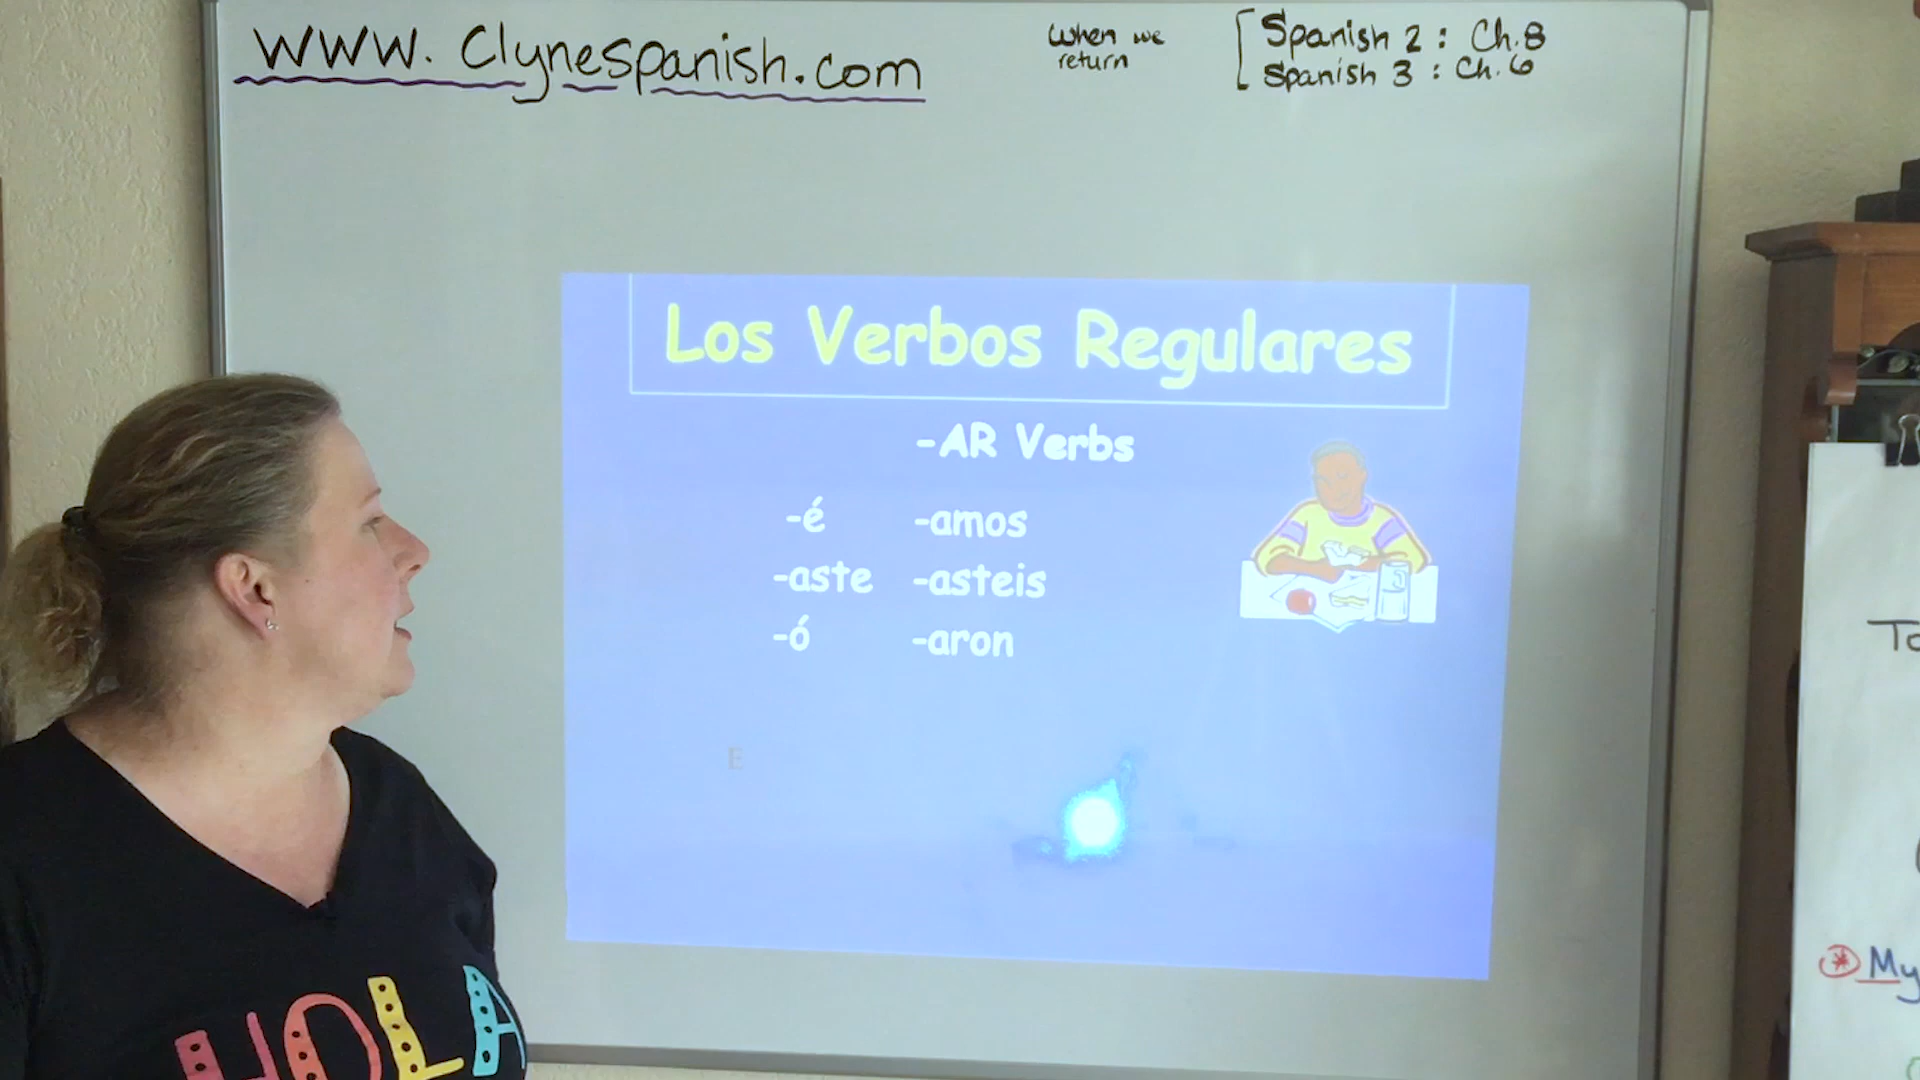 www.Clynespanish.com
when we
return
Spanish 2: Ch.8
Spanish 3: Ch.6
Los Verbos Regulares
-AR Verbs
-é -amos
-aste -asteis
-ó -aron
E
HOLA
My